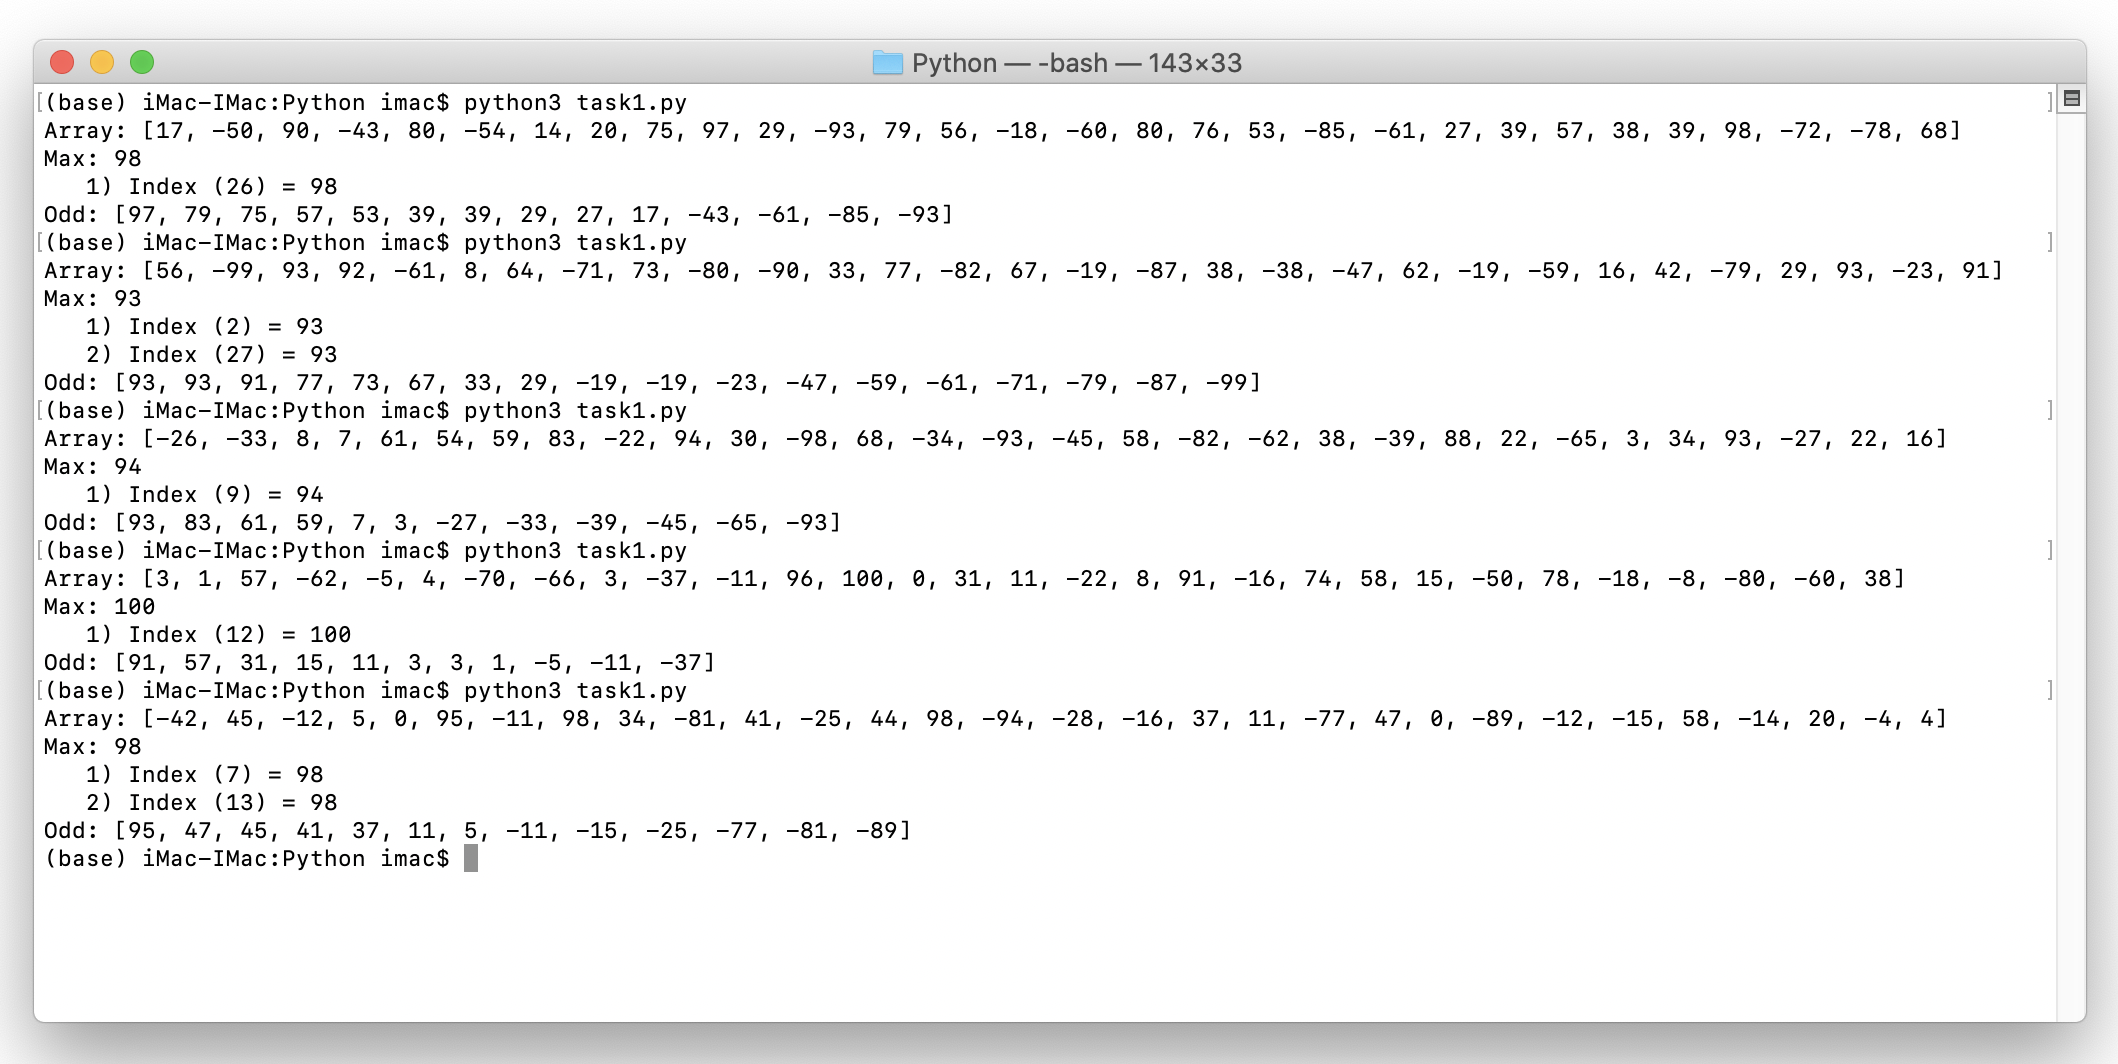 Python — -bash — 143×33
[(base) iMac-IMac:Python imac$ python3 task1.py ]
Array: [17, -50, 90, -43, 80, -54, 14, 20, 75, 97, 29, -93, 79, 56, -18, -60, 80, 76, 53, -85, -61, 27, 39, 57, 38, 39, 98, -72, -78, 68]
Max: 98
   1) Index (26) = 98
Odd: [97, 79, 75, 57, 53, 39, 39, 29, 27, 17, -43, -61, -85, -93]
[(base) iMac-IMac:Python imac$ python3 task1.py ]
Array: [56, -99, 93, 92, -61, 8, 64, -71, 73, -80, -90, 33, 77, -82, 67, -19, -87, 38, -38, -47, 62, -19, -59, 16, 42, -79, 29, 93, -23, 91]
Max: 93
   1) Index (2) = 93
   2) Index (27) = 93
Odd: [93, 93, 91, 77, 73, 67, 33, 29, -19, -19, -23, -47, -59, -61, -71, -79, -87, -99]
[(base) iMac-IMac:Python imac$ python3 task1.py ]
Array: [-26, -33, 8, 7, 61, 54, 59, 83, -22, 94, 30, -98, 68, -34, -93, -45, 58, -82, -62, 38, -39, 88, 22, -65, 3, 34, 93, -27, 22, 16]
Max: 94
   1) Index (9) = 94
Odd: [93, 83, 61, 59, 7, 3, -27, -33, -39, -45, -65, -93]
[(base) iMac-IMac:Python imac$ python3 task1.py ]
Array: [3, 1, 57, -62, -5, 4, -70, -66, 3, -37, -11, 96, 100, 0, 31, 11, -22, 8, 91, -16, 74, 58, 15, -50, 78, -18, -8, -80, -60, 38]
Max: 100
   1) Index (12) = 100
Odd: [91, 57, 31, 15, 11, 3, 3, 1, -5, -11, -37]
[(base) iMac-IMac:Python imac$ python3 task1.py ]
Array: [-42, 45, -12, 5, 0, 95, -11, 98, 34, -81, 41, -25, 44, 98, -94, -28, -16, 37, 11, -77, 47, 0, -89, -12, -15, 58, -14, 20, -4, 4]
Max: 98
   1) Index (7) = 98
   2) Index (13) = 98
Odd: [95, 47, 45, 41, 37, 11, 5, -11, -15, -25, -77, -81, -89]
(base) iMac-IMac:Python imac$